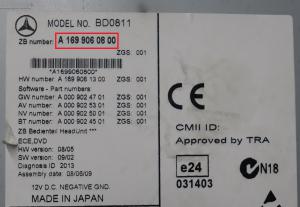 MODEL NO. BD0811
ZB number: A 169 906 08 00
ZGS: 001
*A1699060800*
HW number A 169 906 13 00 ZGS: 001
Software - Part numbers:
GW number A 000 902 47 01 ZGS: 001
AV number A 000 902 53 01 ZGS: 001
NV number A 000 902 50 01 ZGS: 001
BT number A 000 902 45 01 ZGS: 001
ZB Bedienteil HeadUnit ***
ECE,DVD
HW version: 08/05
SW version: 09/02
Diagnosis ID: 2013
Assembly date: 08/06/09
12V D.C. NEGATIVE GND.
MADE IN JAPAN
CE
CMII ID:
Approved by TRA
e24
N18
031403